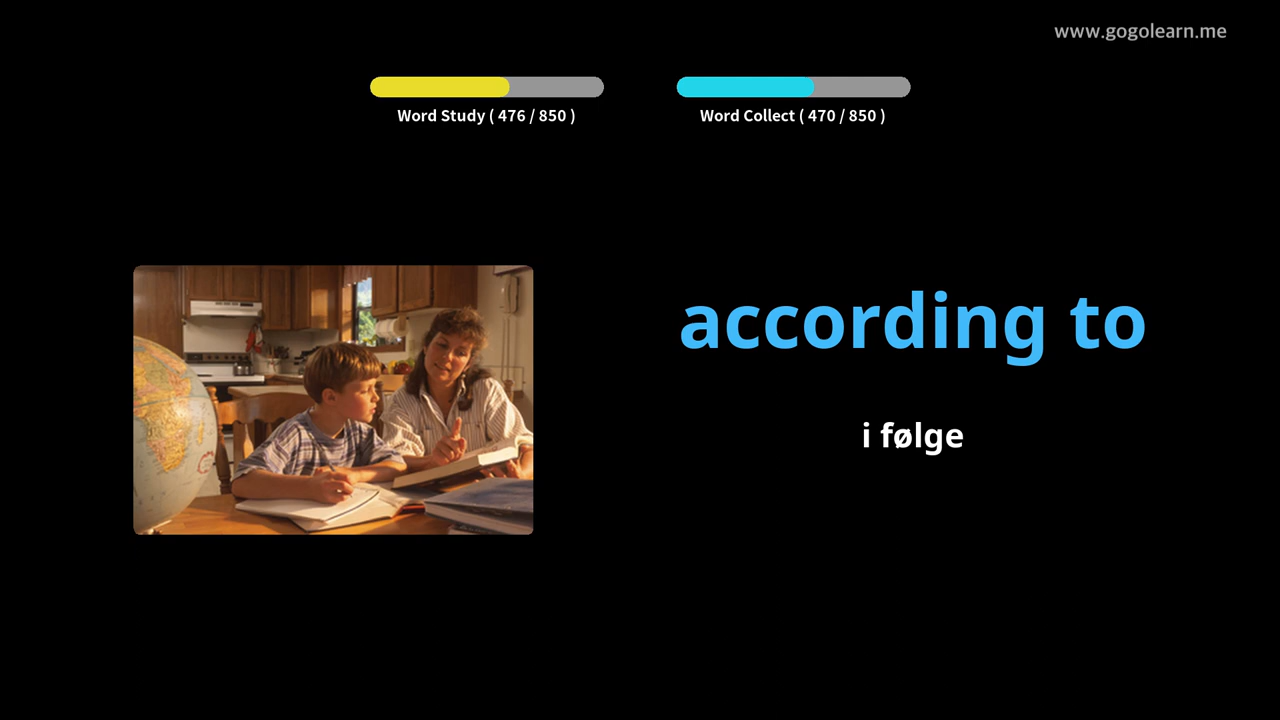 www.gogolearn.me
Word Study ( 476 / 850 )
Word Collect ( 470 / 850 )
according to
i følge